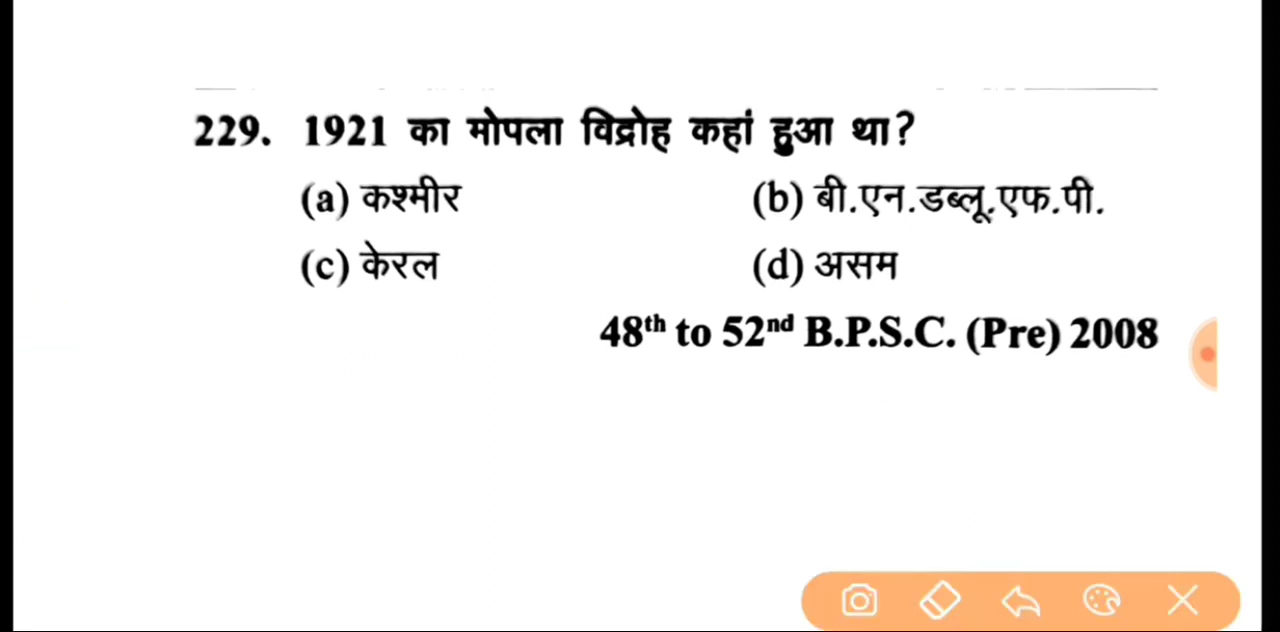 229. 1921 का मोपला विद्रोह कहां हुआ था?
(a) कश्मीर (b) बी.एन.डब्लू.एफ.पी.
(c) केरल (d) असम
48th to 52nd B.P.S.C. (Pre) 2008